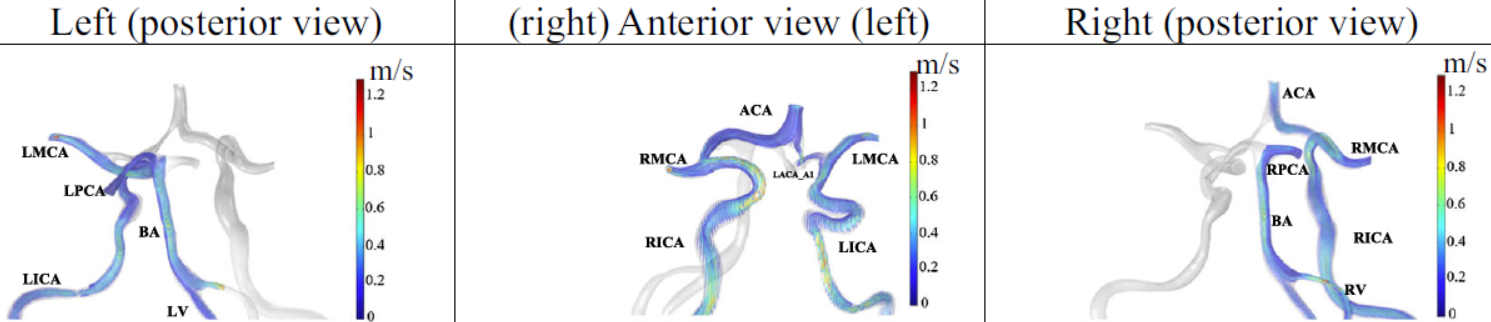 Left (posterior view)
(right) Anterior view (left)
Right (posterior view)
m/s
1.2
1
0.8
0.6
0.4
0.2
0
LMCA
LPCA
BA
LICA
LV
m/s
1.2
1
0.8
0.6
0.4
0.2
0
ACA
RMCA
LMCA
LACA_A1
RICA
LICA
m/s
1.2
1
0.8
0.6
0.4
0.2
0
ACA
RMCA
RPCA
BA
RICA
RV